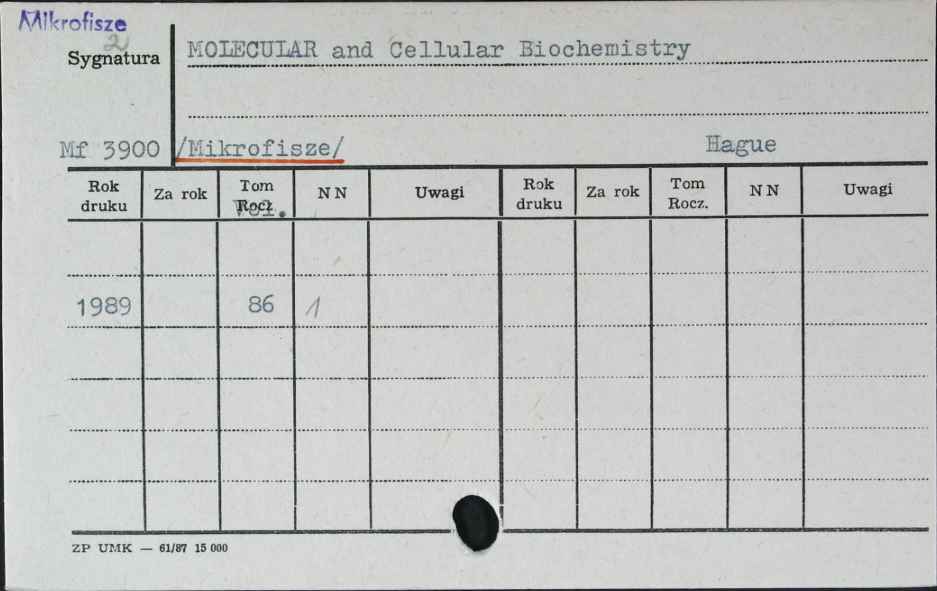 Mikrofisze
2
Sygnatura
MOLECULAR and Cellular Biochemistry
Mf 3900 /Mikrofisze/ Hague
Rok druku Za rok Tom Rocz. Vol. N N Uwagi Rok druku Za rok Tom Rocz. N N Uwagi
1989 86 1
ZP UMK — 61/87 15 000